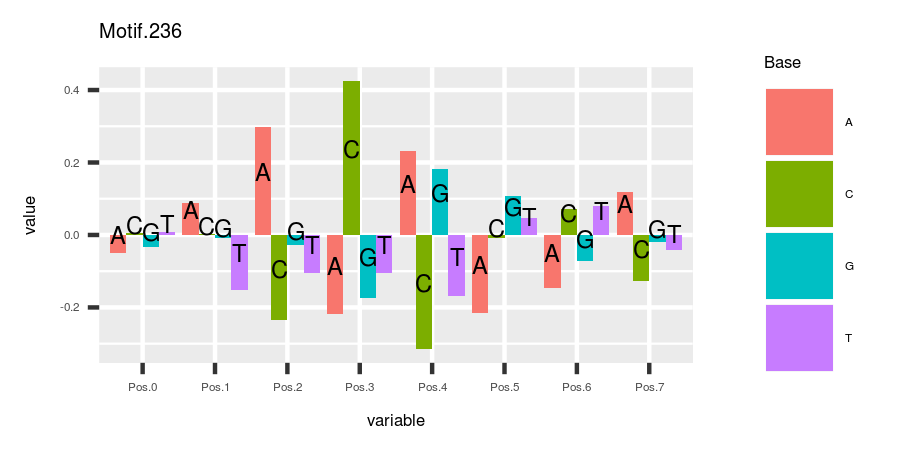 Motif.236
value
0.4
0.2
0.0
-0.2
A C G T A C G T A C G T A C G T A C G T A C G T A C G T A C G T
Pos.0 Pos.1 Pos.2 Pos.3 Pos.4 Pos.5 Pos.6 Pos.7
variable
Base
A
C
G
T